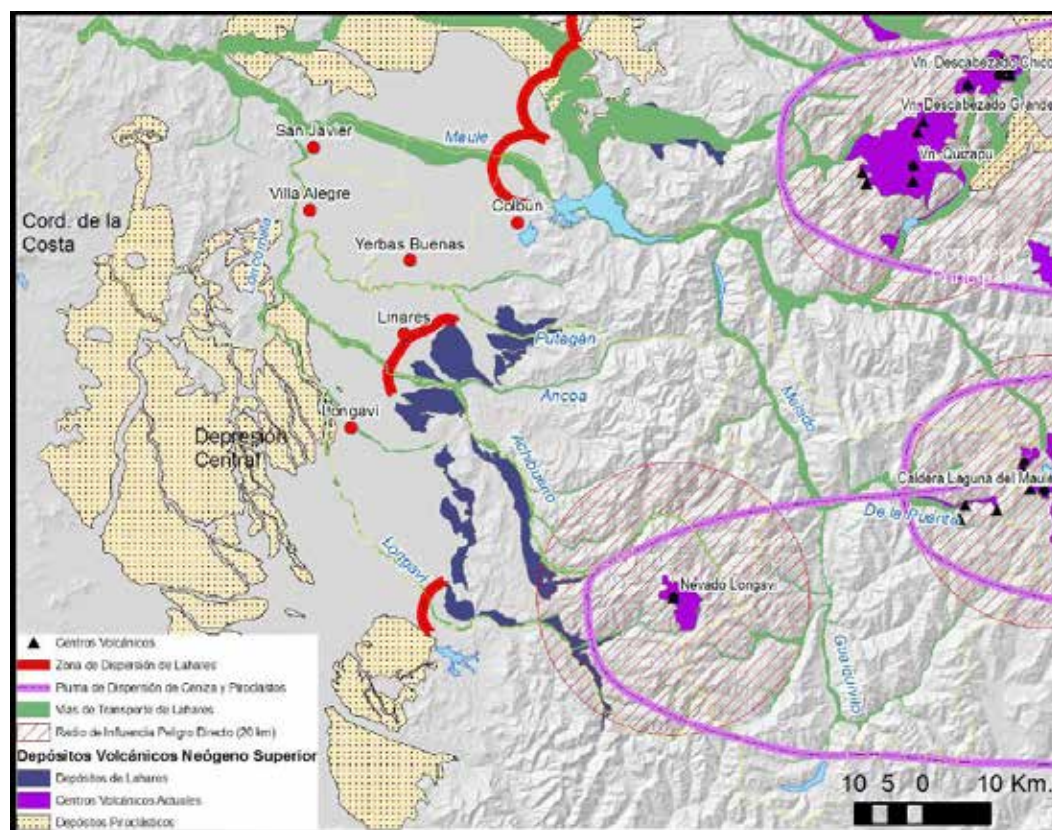 Vn. Descabezado Chico
Vn. Descabezado Grande
Vn. Quizapu
San Javier
Maule
Villa Alegre
Colbún
Cord. de la
Costa
Loncomilla
Yerbas Buenas
Linares
Putagán
Ancoa
Longaví
Melado
Depresión
Central
Achibueno
Caldera Laguna del Maule
De la Puente
Longaví
Nevado Longaví
Guaiquivilo
Centros Volcánicos
Zona de Dispersión de Lahares
Pluma de Dispersión de Ceniza y Piroclastos
Vías de Transporte de Lahares
Radio de Influencia Peligro Directo (20 km)
Depósitos Volcánicos Neógeno Superior
Depósitos de Lahares
Centros Volcánicos Actuales
Depósitos Piroclásticos
10 5 0 10 Km.